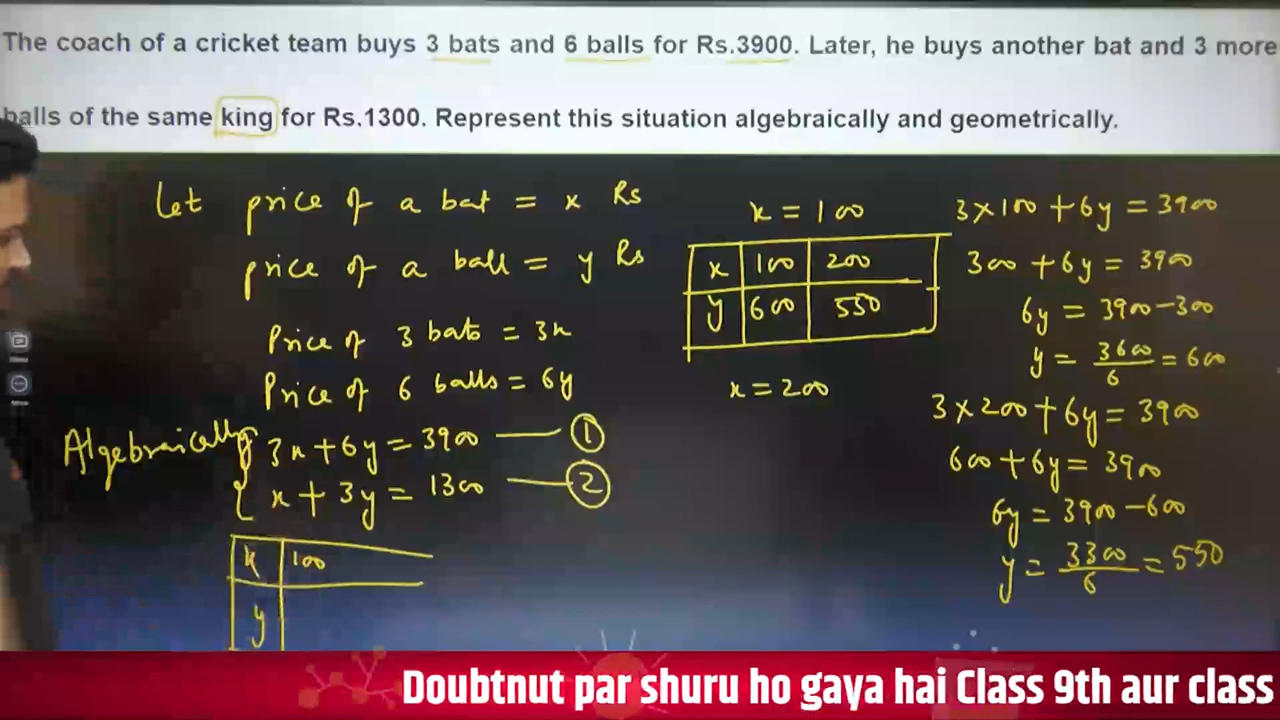 The coach of a cricket team buys 3 bats and 6 balls for Rs.3900. Later, he buys another bat and 3 more
balls of the same king for Rs.1300. Represent this situation algebraically and geometrically.
Let price of a bat = x Rs
price of a ball = y Rs
Price of 3 bats = 3x
Price of 6 balls = 6y
Algebraically
3x + 6y = 3900 — ①
x + 3y = 1300 — ②
x 100
y
x = 100
x 100 200
y 600 550
x = 200
3 x 100 + 6y = 3900
300 + 6y = 3900
6y = 3900 - 300
y = 3600/6 = 600
3 x 200 + 6y = 3900
600 + 6y = 3900
6y = 3900 - 600
y = 3300/6 = 550
Doubtnut par shuru ho gaya hai Class 9th aur class